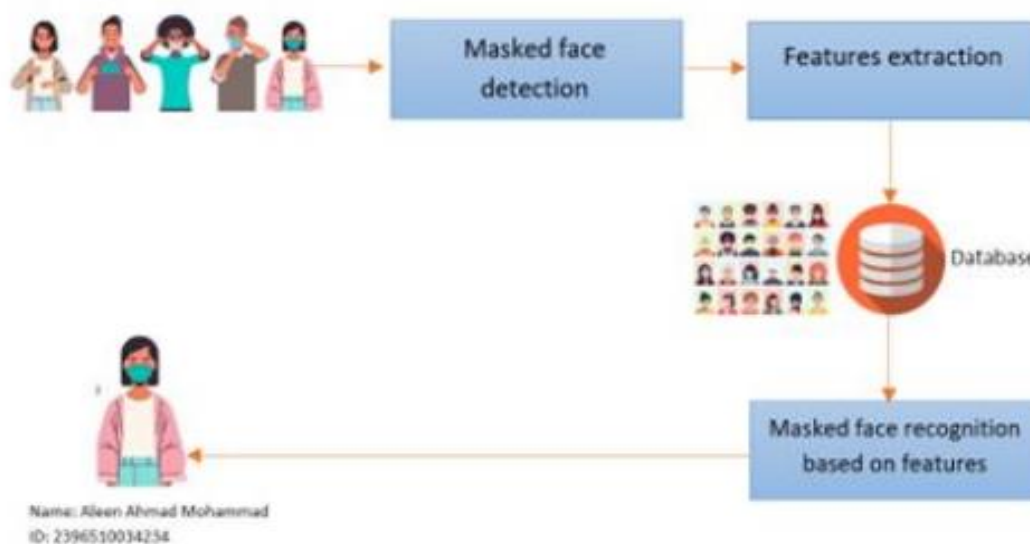 Masked face
detection
Features extraction
Database
Masked face recognition
based on features
Name: Aleen Ahmad Mohammad
ID: 2396510034234